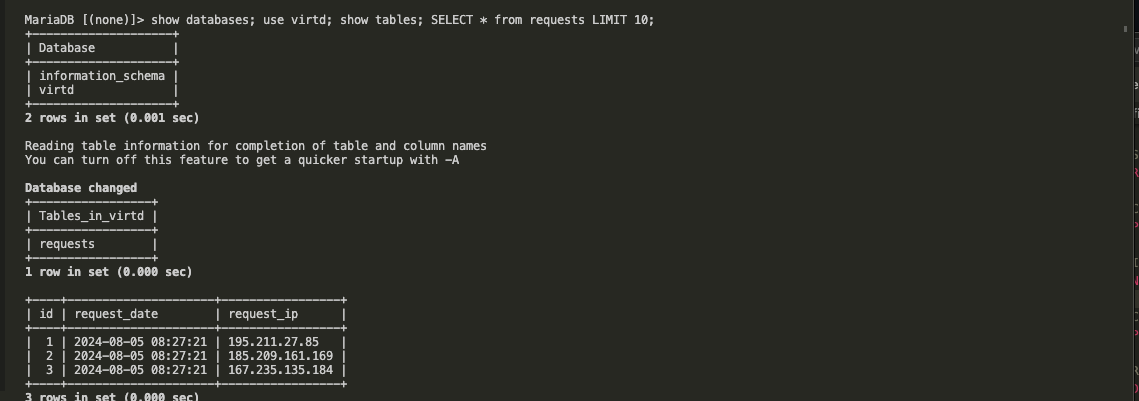 MariaDB [(none)]> show databases; use virtd; show tables; SELECT * from requests LIMIT 10;
+--------------------+
| Database           |
+--------------------+
| information_schema |
| virtd              |
+--------------------+
2 rows in set (0.001 sec)

Reading table information for completion of table and column names
You can turn off this feature to get a quicker startup with -A

Database changed
+-----------------+
| Tables_in_virtd |
+-----------------+
| requests        |
+-----------------+
1 row in set (0.000 sec)

+----+---------------------+-----------------+
| id | request_date        | request_ip      |
+----+---------------------+-----------------+
|  1 | 2024-08-05 08:27:21 | 195.211.27.85   |
|  2 | 2024-08-05 08:27:21 | 185.209.161.169 |
|  3 | 2024-08-05 08:27:21 | 167.235.135.184 |
+----+---------------------+-----------------+
3 rows in set (0.000 sec)